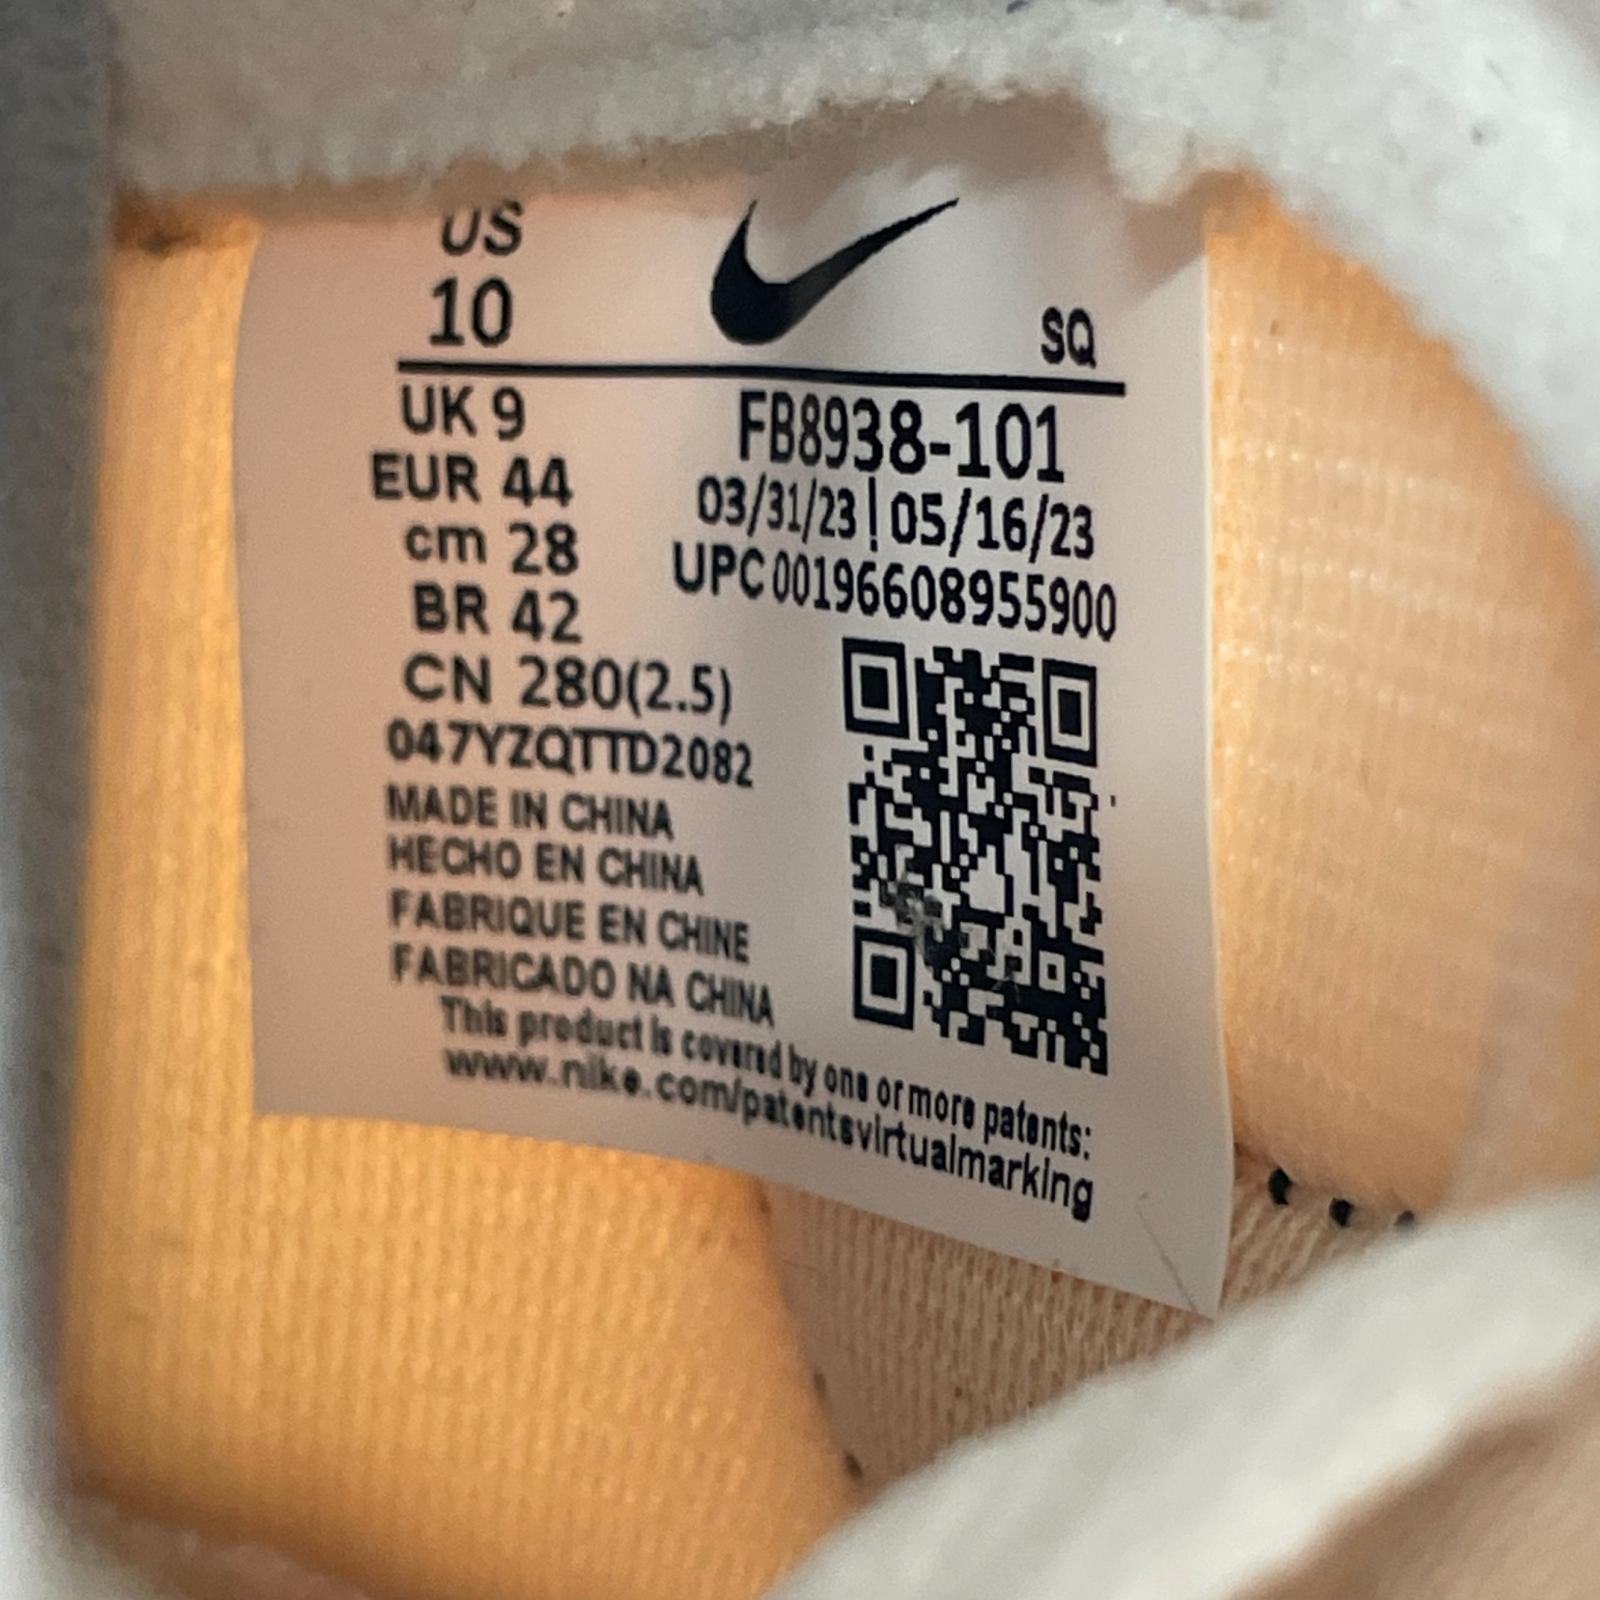 US
10
SQ
UK 9
EUR 44
cm 28
BR 42
CN 280(2.5)
FB8938-101
03/31/23 | 05/16/23
UPC 00196608955900
047YZQTTD2082
MADE IN CHINA
HECHO EN CHINA
FABRIQUE EN CHINE
FABRICADO NA CHINA
This product is covered by one or more patents:
www.nike.com/patentsvirtualmarking